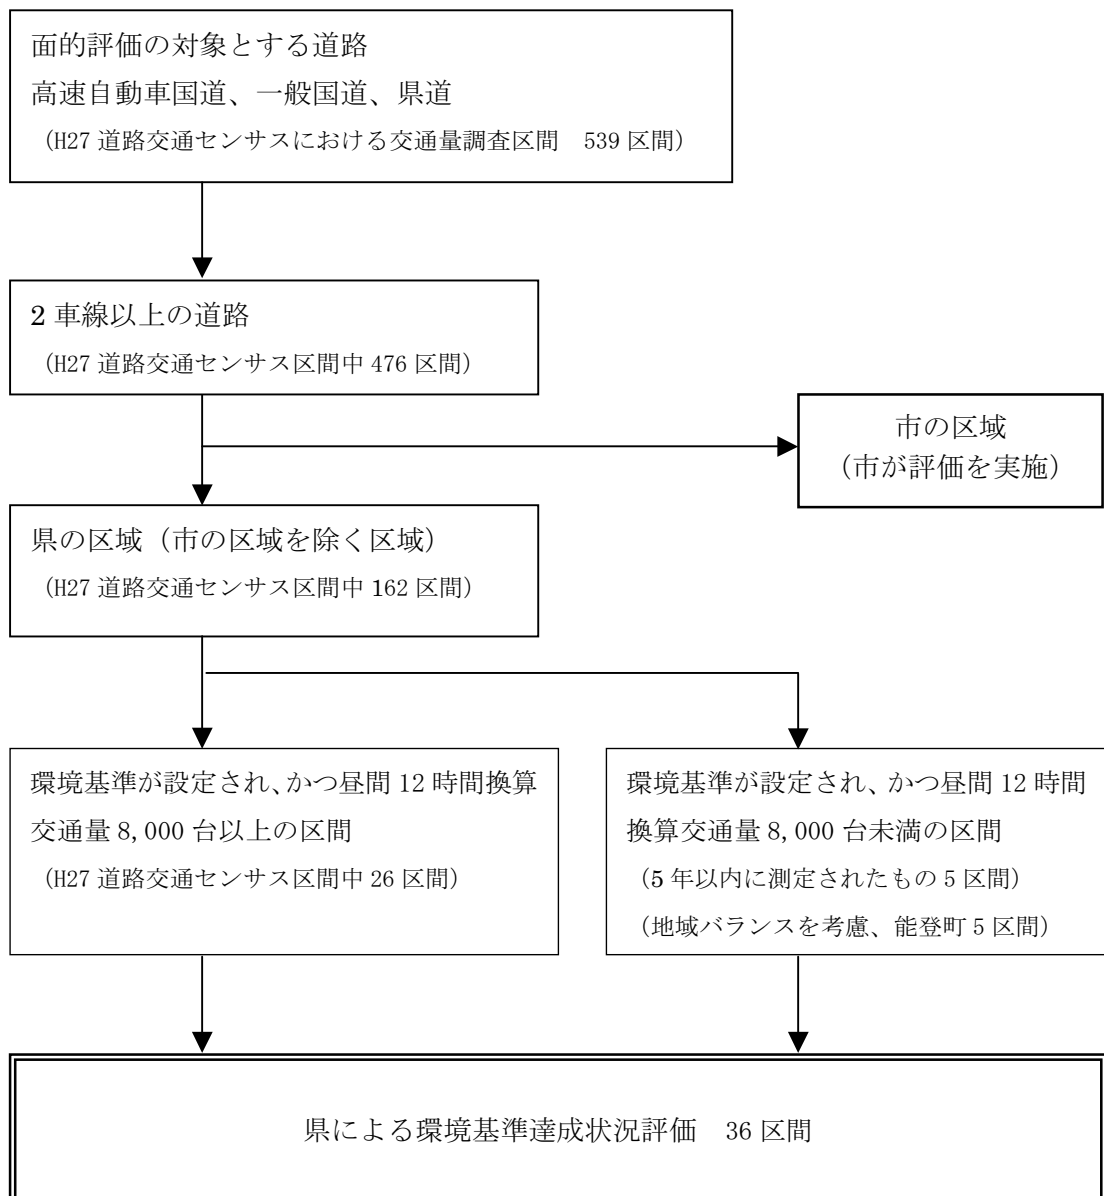 面的評価の対象とする道路
高速自動車国道、一般国道、県道
（H27 道路交通センサスにおける交通量調査区間　539 区間）
2 車線以上の道路
（H27 道路交通センサス区間中 476 区間）
市の区域
（市が評価を実施）
県の区域（市の区域を除く区域）
（H27 道路交通センサス区間中 162 区間）
環境基準が設定され、かつ昼間 12 時間換算
交通量 8,000 台以上の区間
（H27 道路交通センサス区間中 26 区間）
環境基準が設定され、かつ昼間 12 時間
換算交通量 8,000 台未満の区間
（5 年以内に測定されたもの 5 区間）
（地域バランスを考慮、能登町 5 区間）
県による環境基準達成状況評価　36 区間